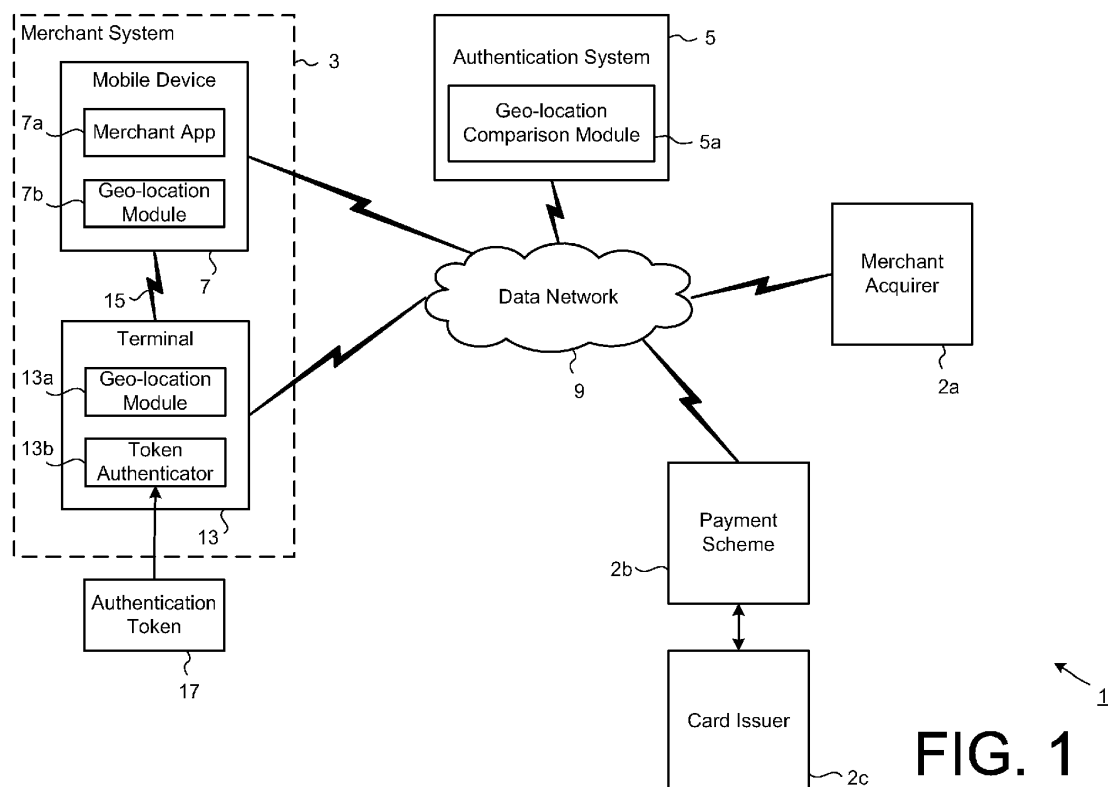 Merchant System
3
Mobile Device
7a
Merchant App
7b
Geo-location
Module
7
15
Terminal
13a
Geo-location
Module
13b
Token
Authenticator
13
Authentication
Token
17
5
Authentication System
Geo-location
Comparison Module
5a
Data Network
9
Merchant
Acquirer
2a
Payment
Scheme
2b
Card Issuer
2c
1
FIG. 1